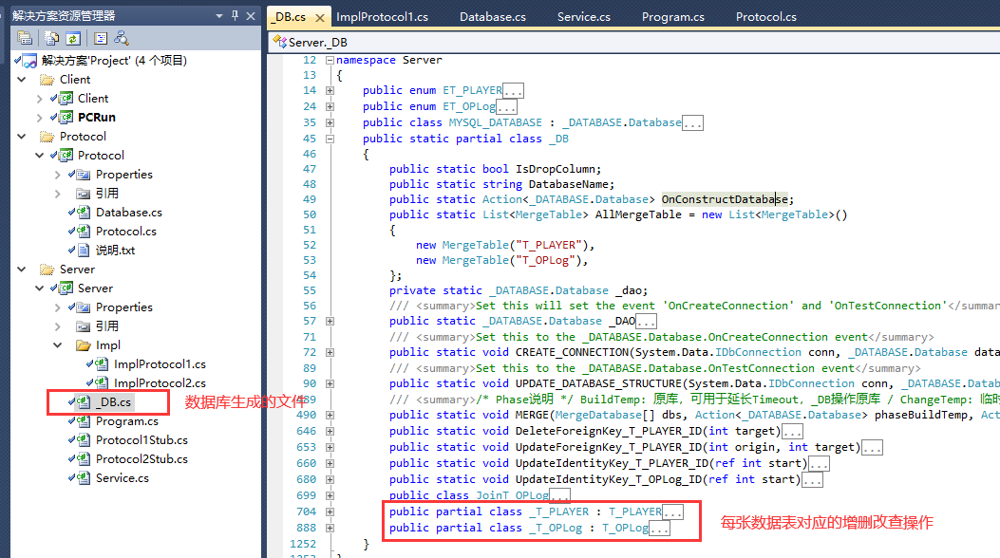 解决方案资源管理器
解决方案'Project' (4 个项目)
Client
Client
PCRun
Protocol
Protocol
Properties
引用
Database.cs
Protocol.cs
说明.txt
Server
Server
Properties
引用
Impl
ImplProtocol1.cs
ImplProtocol2.cs
_DB.cs
数据库生成的文件
Program.cs
Protocol1Stub.cs
Protocol2Stub.cs
Service.cs
_DB.cs ImplProtocol1.cs Database.cs Service.cs Program.cs Protocol.cs
Server._DB
12 namespace Server
13 {
14 public enum ET_PLAYER...
24 public enum ET_OPLog...
35 public class MYSQL_DATABASE : _DATABASE.Database...
45 public static partial class _DB
46 {
47 public static bool IsDropColumn;
48 public static string DatabaseName;
49 public static Action<_DATABASE.Database> OnConstructDatabase;
50 public static List<MergeTable> AllMergeTable = new List<MergeTable>()
51 {
52 new MergeTable("T_PLAYER"),
53 new MergeTable("T_OPLog"),
54 };
55 private static _DATABASE.Database _dao;
56 /// <summary>Set this will set the event 'OnCreateConnection' and 'OnTestConnection'</summar
57 public static _DATABASE.Database _DAO...
71 /// <summary>Set this to the _DATABASE.Database.OnCreateConnection event</summary>
72 public static void CREATE_CONNECTION(System.Data.IDbConnection conn, _DATABASE.Database data
89 /// <summary>Set this to the _DATABASE.Database.OnTestConnection event</summary>
90 public static void UPDATE_DATABASE_STRUCTURE(System.Data.IDbConnection conn, _DATABASE.Datab
489 /// <summary>/* Phase说明 */ BuildTemp: 原库，可用于延长Timeout，_DB操作原库 / ChangeTemp: 临时
490 public static void MERGE(MergeDatabase[] dbs, Action<_DATABASE.Database> phaseBuildTemp, Act
646 public static void DeleteForeignKey_T_PLAYER_ID(int target)...
653 public static void UpdateForeignKey_T_PLAYER_ID(int origin, int target)...
660 public static void UpdateIdentityKey_T_PLAYER_ID(ref int start)...
680 public static void UpdateIdentityKey_T_OPLog_ID(ref int start)...
699 public class JoinT_OPLog...
704 public partial class _T_PLAYER : T_PLAYER...
888 public partial class _T_OPLog : T_OPLog...
每张数据表对应的增删改查操作
1252 }